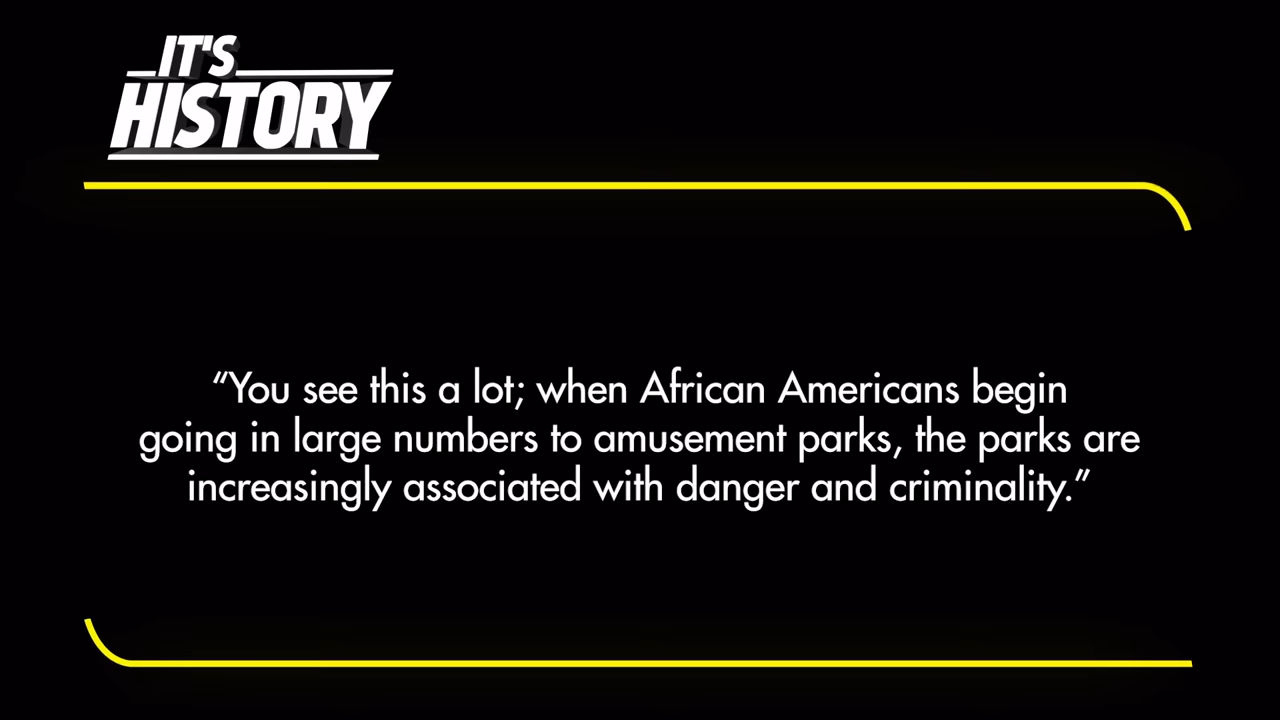 IT'S
HISTORY
“You see this a lot; when African Americans begin
going in large numbers to amusement parks, the parks are
increasingly associated with danger and criminality.”